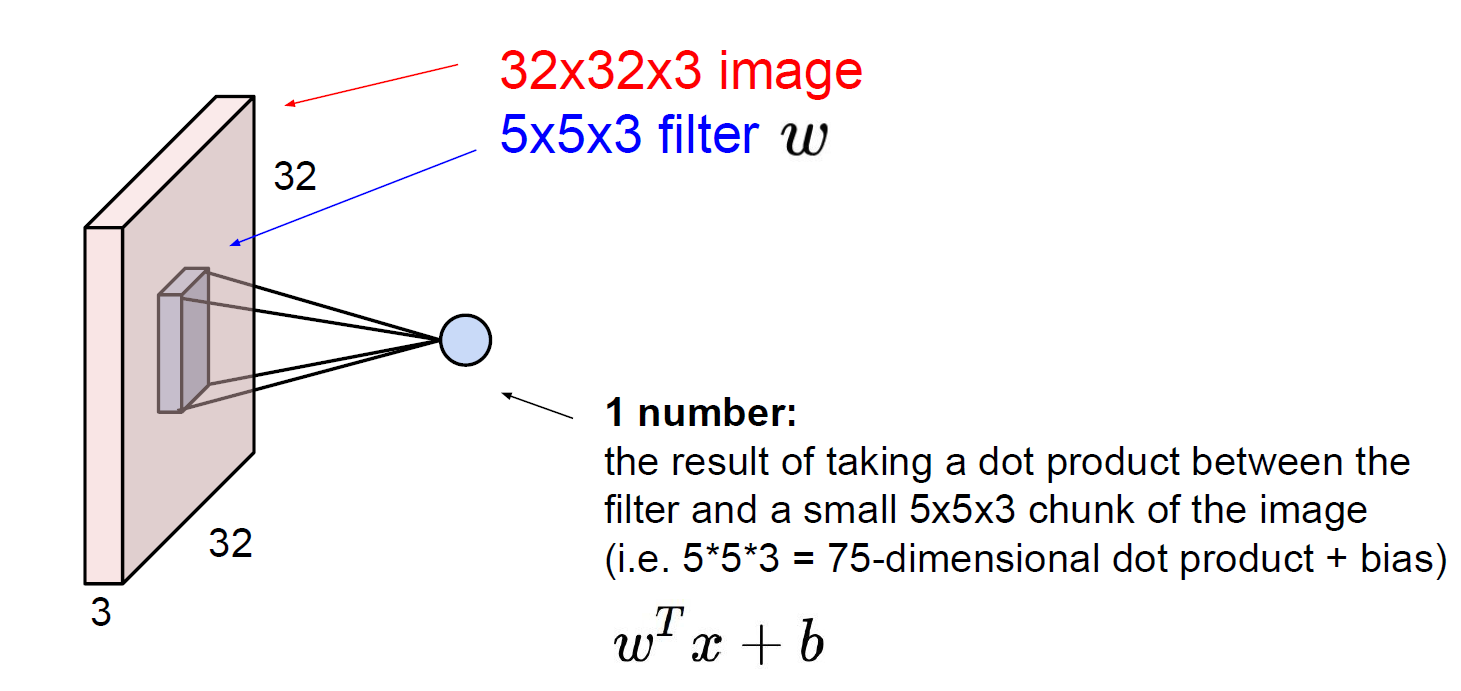 32x32x3 image
5x5x3 filter w
32
32
3
1 number:
the result of taking a dot product between the
filter and a small 5x5x3 chunk of the image
(i.e. 5*5*3 = 75-dimensional dot product + bias)
w^T x + b